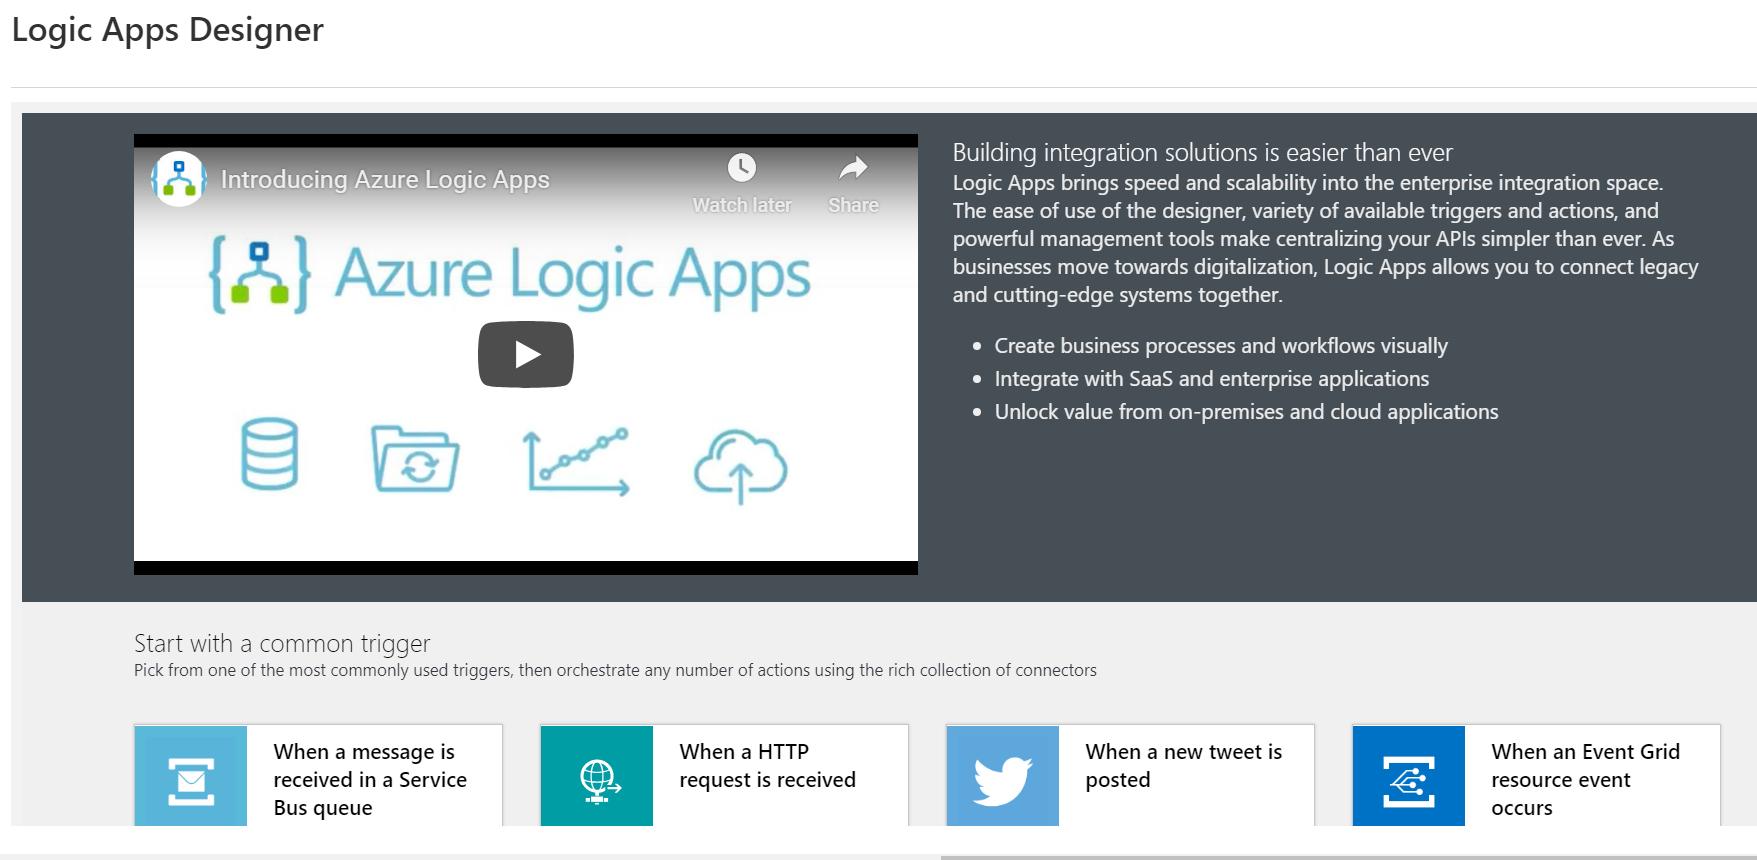 Logic Apps Designer
Introducing Azure Logic Apps
Watch later
Share
Azure Logic Apps
Building integration solutions is easier than ever
Logic Apps brings speed and scalability into the enterprise integration space.
The ease of use of the designer, variety of available triggers and actions, and
powerful management tools make centralizing your APIs simpler than ever. As
businesses move towards digitalization, Logic Apps allows you to connect legacy
and cutting-edge systems together.
Create business processes and workflows visually
Integrate with SaaS and enterprise applications
Unlock value from on-premises and cloud applications
Start with a common trigger
Pick from one of the most commonly used triggers, then orchestrate any number of actions using the rich collection of connectors
When a message is
received in a Service
Bus queue
When a HTTP
request is received
When a new tweet is
posted
When an Event Grid
resource event
occurs